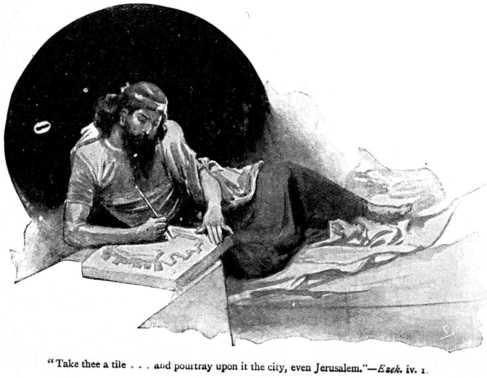 “Take thee a tile . . . and pourtray upon it the city, even Jerusalem.”—Ezek. iv. 1.